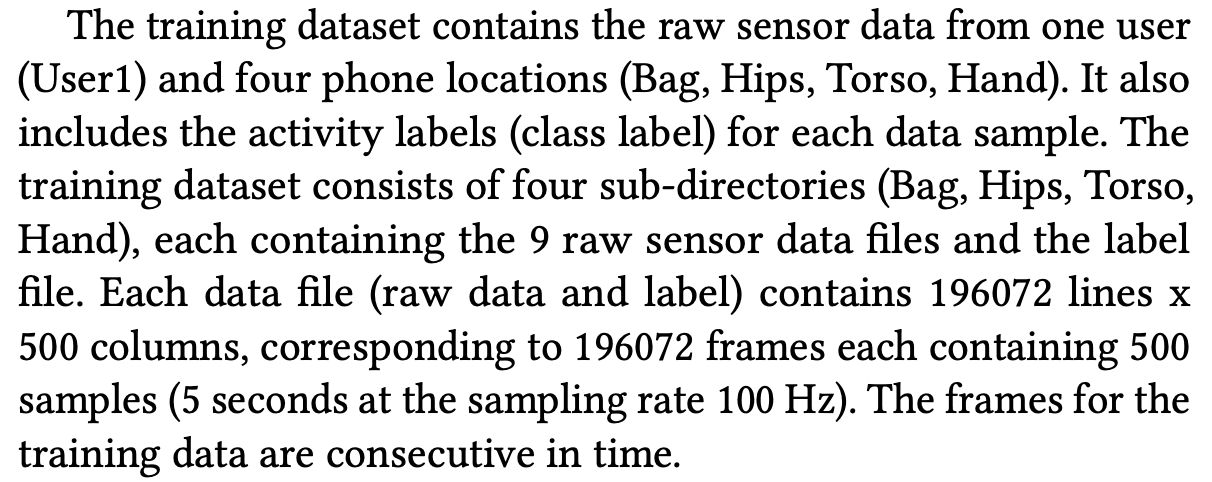 The training dataset contains the raw sensor data from one user
(User1) and four phone locations (Bag, Hips, Torso, Hand). It also
includes the activity labels (class label) for each data sample. The
training dataset consists of four sub-directories (Bag, Hips, Torso,
Hand), each containing the 9 raw sensor data files and the label
file. Each data file (raw data and label) contains 196072 lines x
500 columns, corresponding to 196072 frames each containing 500
samples (5 seconds at the sampling rate 100 Hz). The frames for the
training data are consecutive in time.